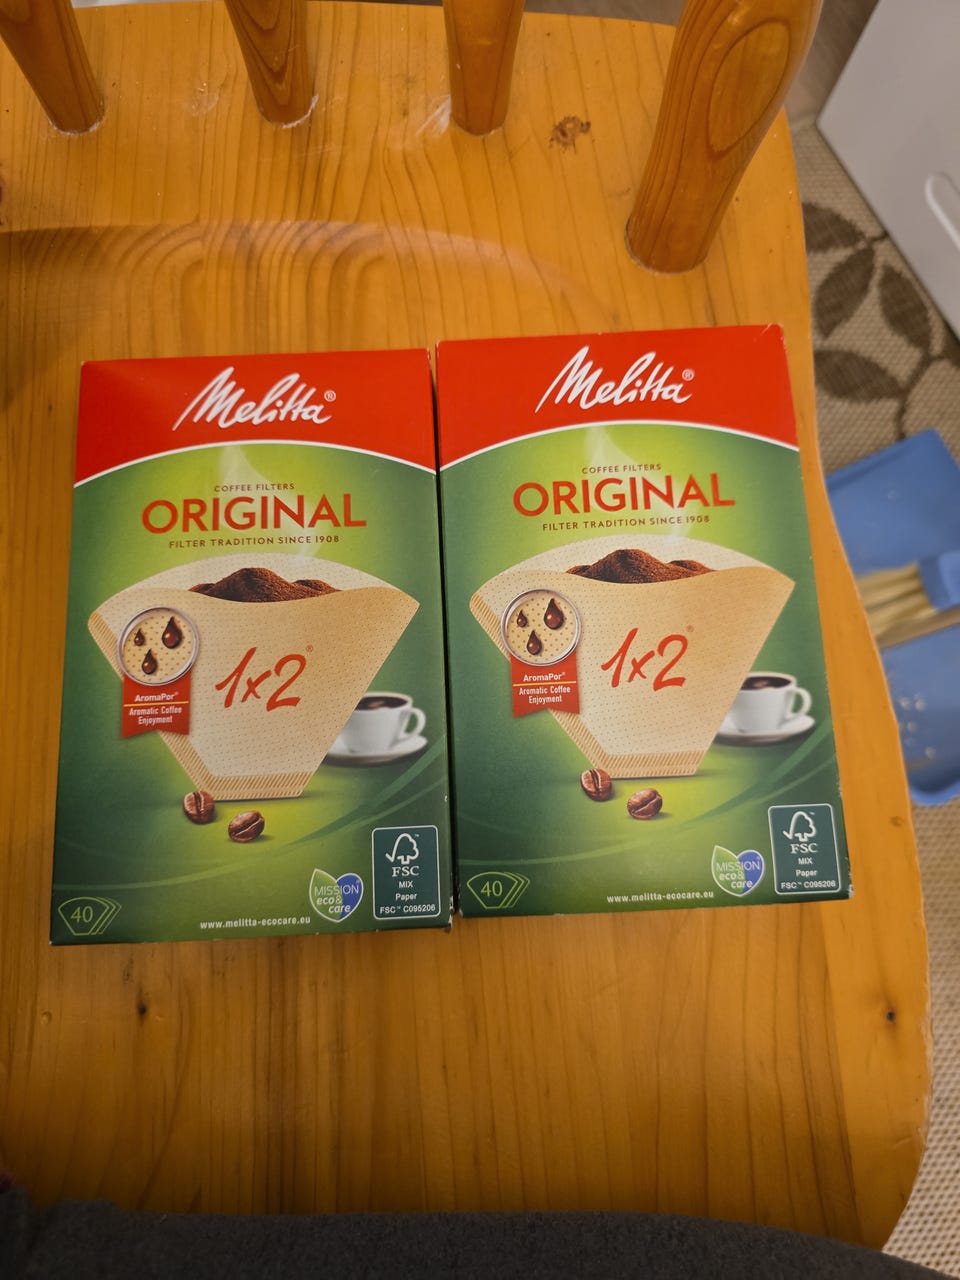 Melitta®
COFFEE FILTERS
ORIGINAL
FILTER TRADITION SINCE 1908
1x2®
AromaPor®
Aromatic Coffee
Enjoyment
40
www.melitta-ecocare.eu
MISSION
eco&
care
FSC
MIX
Paper
FSC™ C095206
Melitta®
COFFEE FILTERS
ORIGINAL
FILTER TRADITION SINCE 1908
1x2®
AromaPor®
Aromatic Coffee
Enjoyment
40
www.melitta-ecocare.eu
MISSION
eco&
care
FSC
MIX
Paper
FSC™ C095206